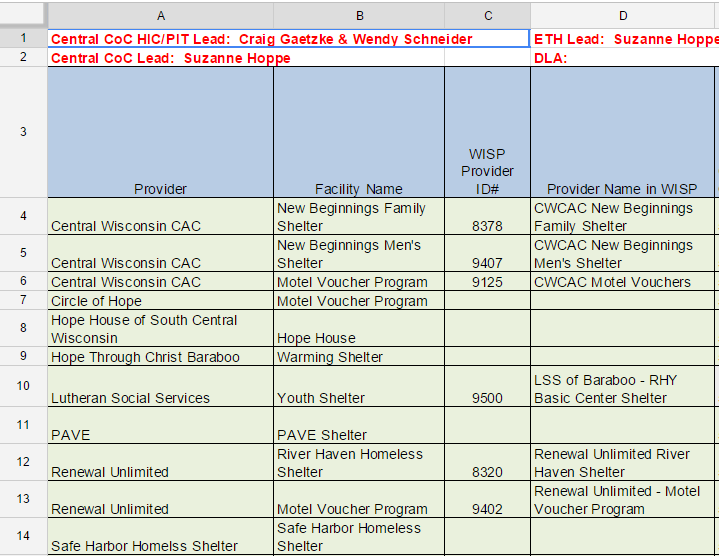 A B C D
1 Central CoC HIC/PIT Lead: Craig Gaetzke & Wendy Schneider ETH Lead: Suzanne Hoppe
2 Central CoC Lead: Suzanne Hoppe DLA:
3 Provider Facility Name WISP Provider ID# Provider Name in WISP
4 Central Wisconsin CAC New Beginnings Family Shelter 8378 CWCAC New Beginnings Family Shelter
5 Central Wisconsin CAC New Beginnings Men's Shelter 9407 CWCAC New Beginnings Men's Shelter
6 Central Wisconsin CAC Motel Voucher Program 9125 CWCAC Motel Vouchers
7 Circle of Hope Motel Voucher Program
8 Hope House of South Central Wisconsin Hope House
9 Hope Through Christ Baraboo Warming Shelter
10 Lutheran Social Services Youth Shelter 9500 LSS of Baraboo - RHY Basic Center Shelter
11 PAVE PAVE Shelter
12 Renewal Unlimited River Haven Homeless Shelter 8320 Renewal Unlimited River Haven Shelter
13 Renewal Unlimited Motel Voucher Program 9402 Renewal Unlimited - Motel Voucher Program
14 Safe Harbor Homelss Shelter Safe Harbor Homeless Shelter